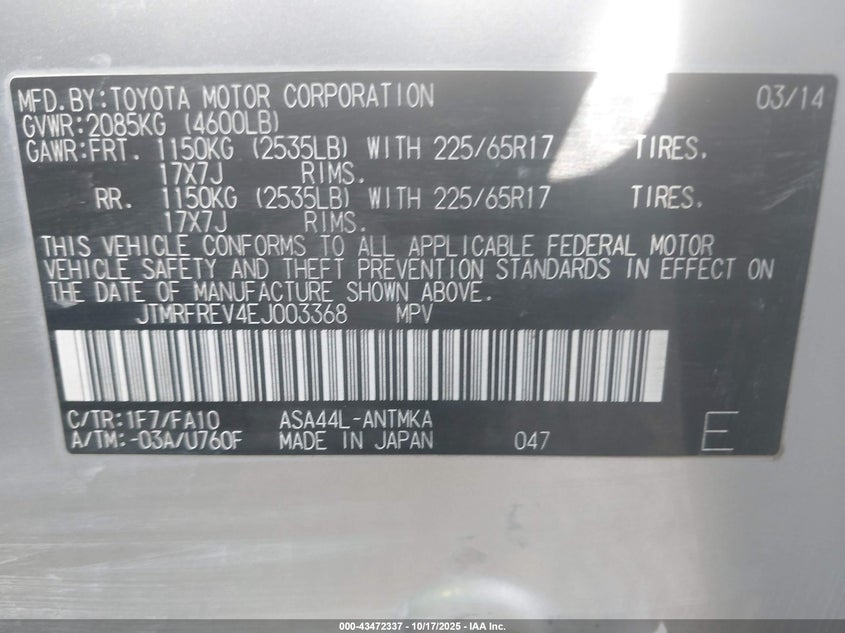 MFD.BY:TOYOTA MOTOR CORPORATION 03/14
GVWR:2085KG (4600LB)
GAWR:FRT. 1150KG (2535LB) WITH 225/65R17 TIRES.
17X7J RIMS.
RR. 1150KG (2535LB) WITH 225/65R17 TIRES.
17X7J RIMS.
THIS VEHICLE CONFORMS TO ALL APPLICABLE FEDERAL MOTOR
VEHICLE SAFETY AND THEFT PREVENTION STANDARDS IN EFFECT ON
THE DATE OF MANUFACTURE SHOWN ABOVE.
JTMRFREV4EJ003368 MPV
C/TR:1F7/FA10 ASA44L-ANTMKA
A/TM:-03A/U760F MADE IN JAPAN 047 E
000-43472337 - 10/17/2025 - IAA Inc.